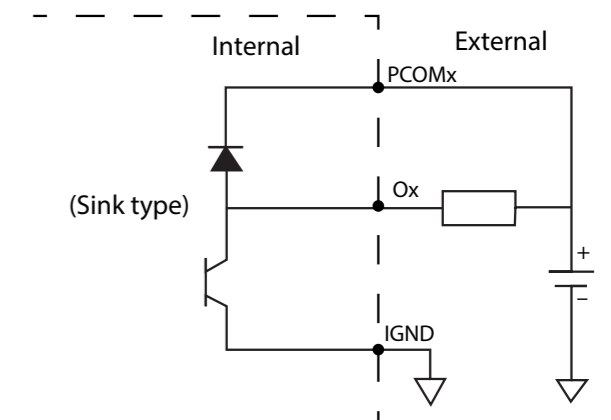 Internal
External
PCOMx
(Sink type)
Ox
+
−
IGND